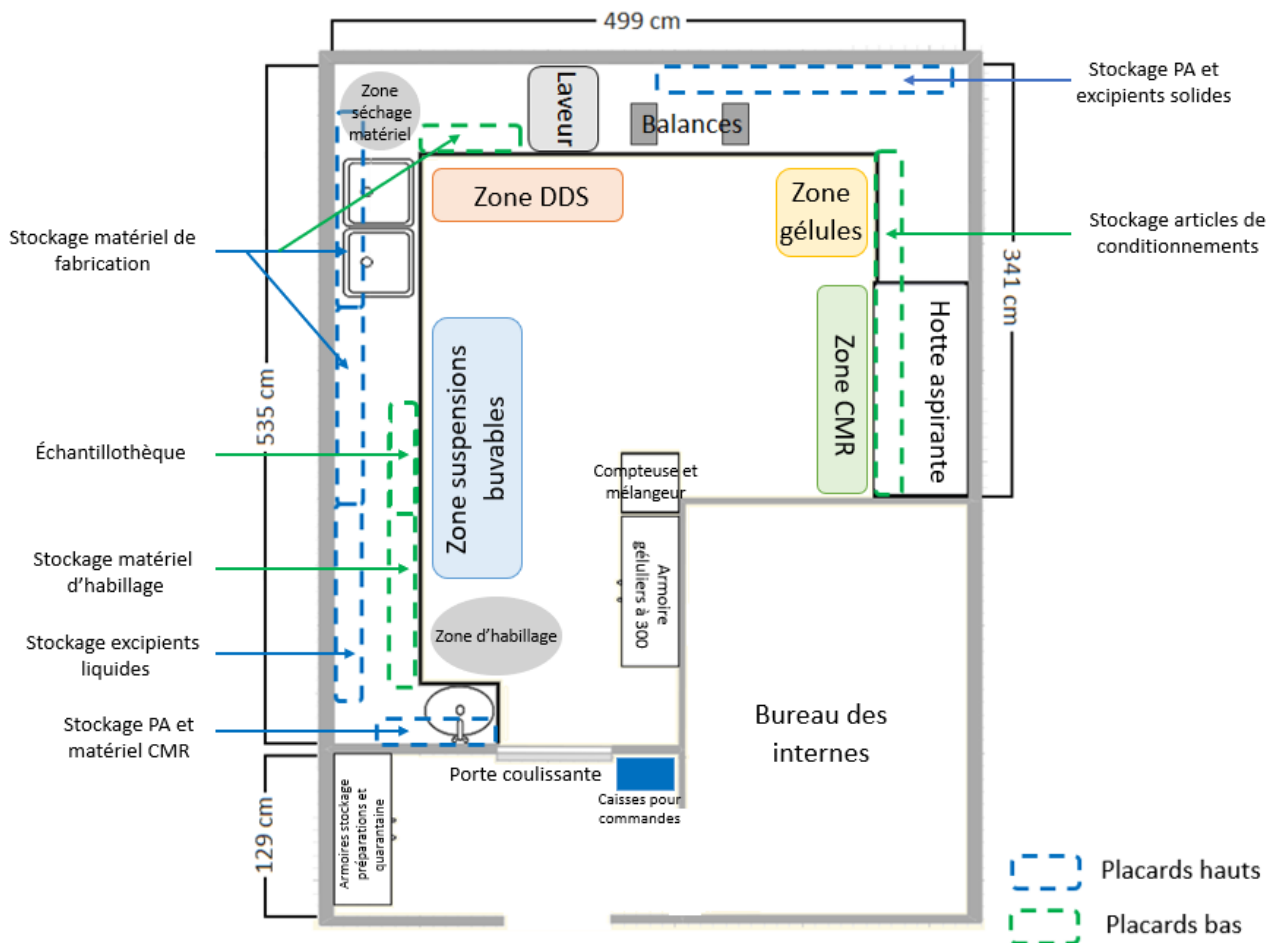 499 cm
Stockage PA et
excipients solides
Zone
séchage
matériel
Laveur
Balances
Zone DDS
Zone
gélules
Stockage articles de
conditionnements
Stockage matériel de
fabrication
341 cm
535 cm
Zone suspensions
buvables
Zone CMR
Hotte aspirante
Échantillothèque
Compteuse et
mélangeur
Stockage matériel
d'habillage
Armoire
géluliers à 300
Zone d'habillage
Stockage excipients
liquides
Stockage PA et
matériel CMR
Bureau des
internes
Porte coulissante
Caisses pour
commandes
129 cm
Armoires stockage
préparations et
quarantaine
Placards hauts
Placards bas